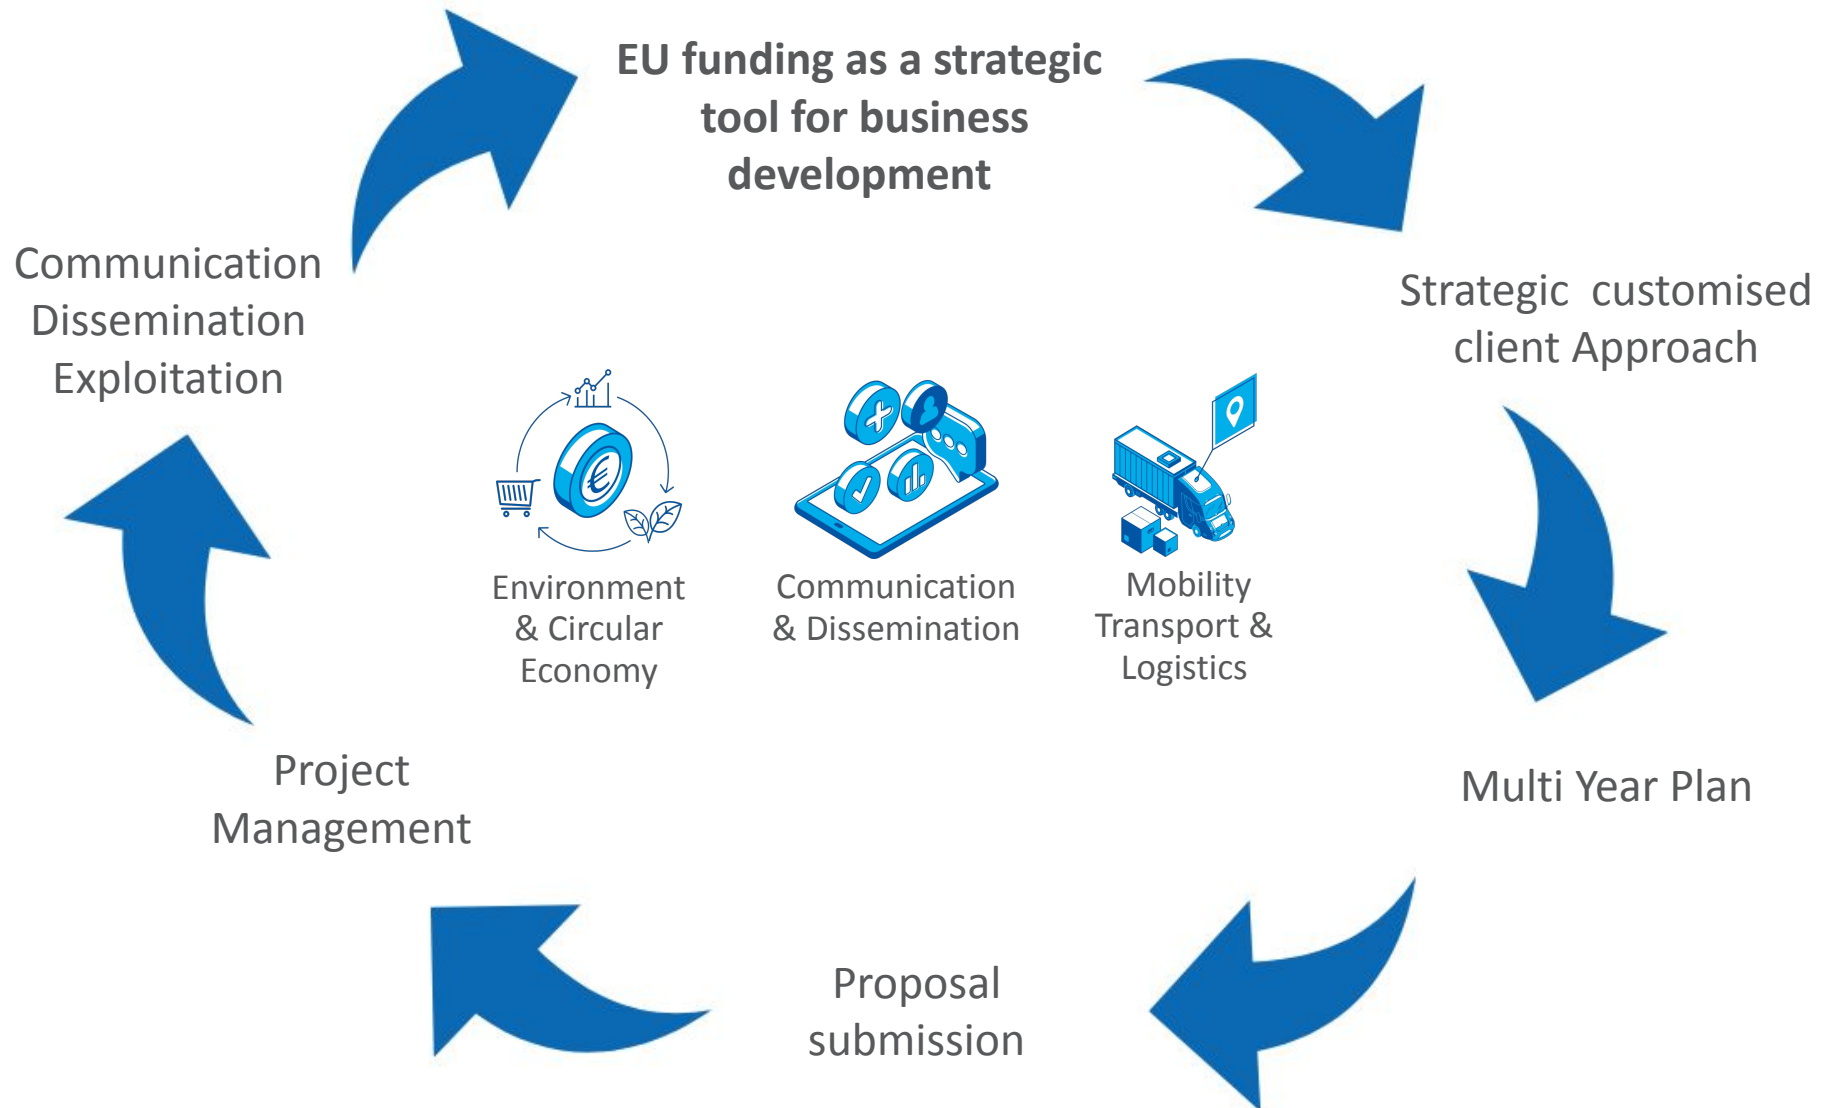 EU funding as a strategic
tool for business
development
Strategic customised
client Approach
Multi Year Plan
Proposal
submission
Project
Management
Communication
Dissemination
Exploitation
€
Environment
& Circular
Economy
Communication
& Dissemination
Mobility
Transport &
Logistics